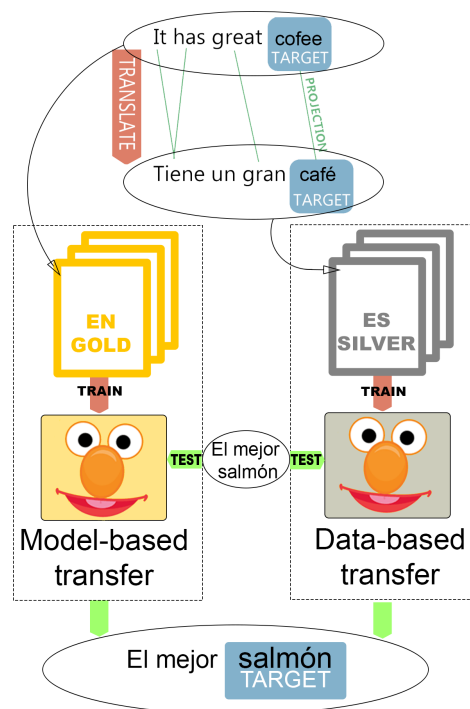 It has great cofee
TARGET
TRANSLATE
PROJECTION
Tiene un gran café
TARGET
EN
GOLD
ES
SILVER
TRAIN
TRAIN
TEST
El mejor
salmón
TEST
Model-based
transfer
Data-based
transfer
El mejor salmón
TARGET